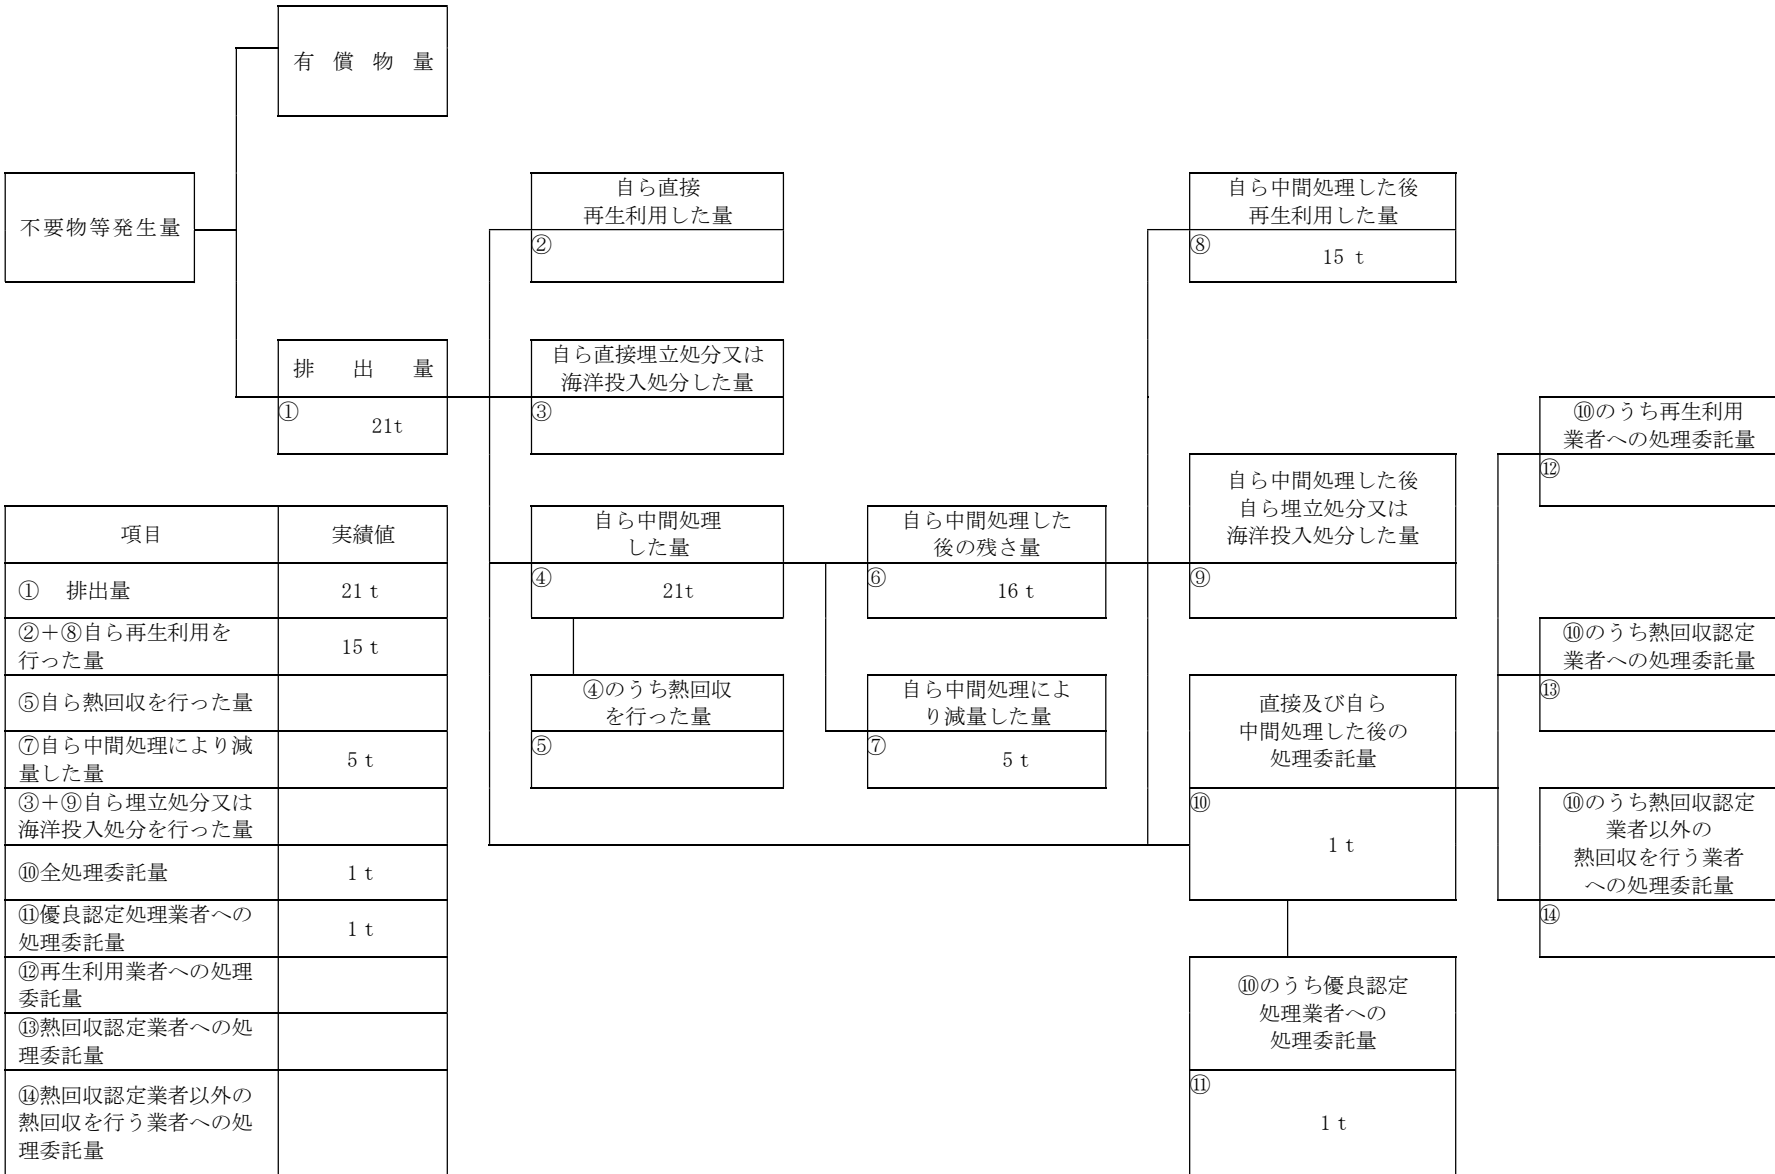 有 償 物 量
不要物等発生量
自ら直接
再生利用した量
②
自ら中間処理した後
再生利用した量
⑧
15 t
排 出 量
①
21t
自ら直接埋立処分又は
海洋投入処分した量
③
⑩のうち再生利用
業者への処理委託量
⑫
自ら中間処理
した量
④
21t
自ら中間処理した
後の残さ量
⑥
16 t
自ら中間処理した後
自ら埋立処分又は
海洋投入処分した量
⑨
⑩のうち熱回収認定
業者への処理委託量
⑬
④のうち熱回収
を行った量
⑤
自ら中間処理によ
り減量した量
⑦
5 t
直接及び自ら
中間処理した後の
処理委託量
⑩
1 t
⑩のうち熱回収認定
業者以外の
熱回収を行う業者
への処理委託量
⑭
⑩のうち優良認定
処理業者への
処理委託量
⑪
1 t
項目 実績値
① 排出量 21 t
②+⑧自ら再生利用を
行った量 15 t
⑤自ら熱回収を行った量
⑦自ら中間処理により減
量した量 5 t
③+⑨自ら埋立処分又は
海洋投入処分を行った量
⑩全処理委託量 1 t
⑪優良認定処理業者への
処理委託量 1 t
⑫再生利用業者への処理
委託量
⑬熱回収認定業者への処
理委託量
⑭熱回収認定業者以外の
熱回収を行う業者への処
理委託量